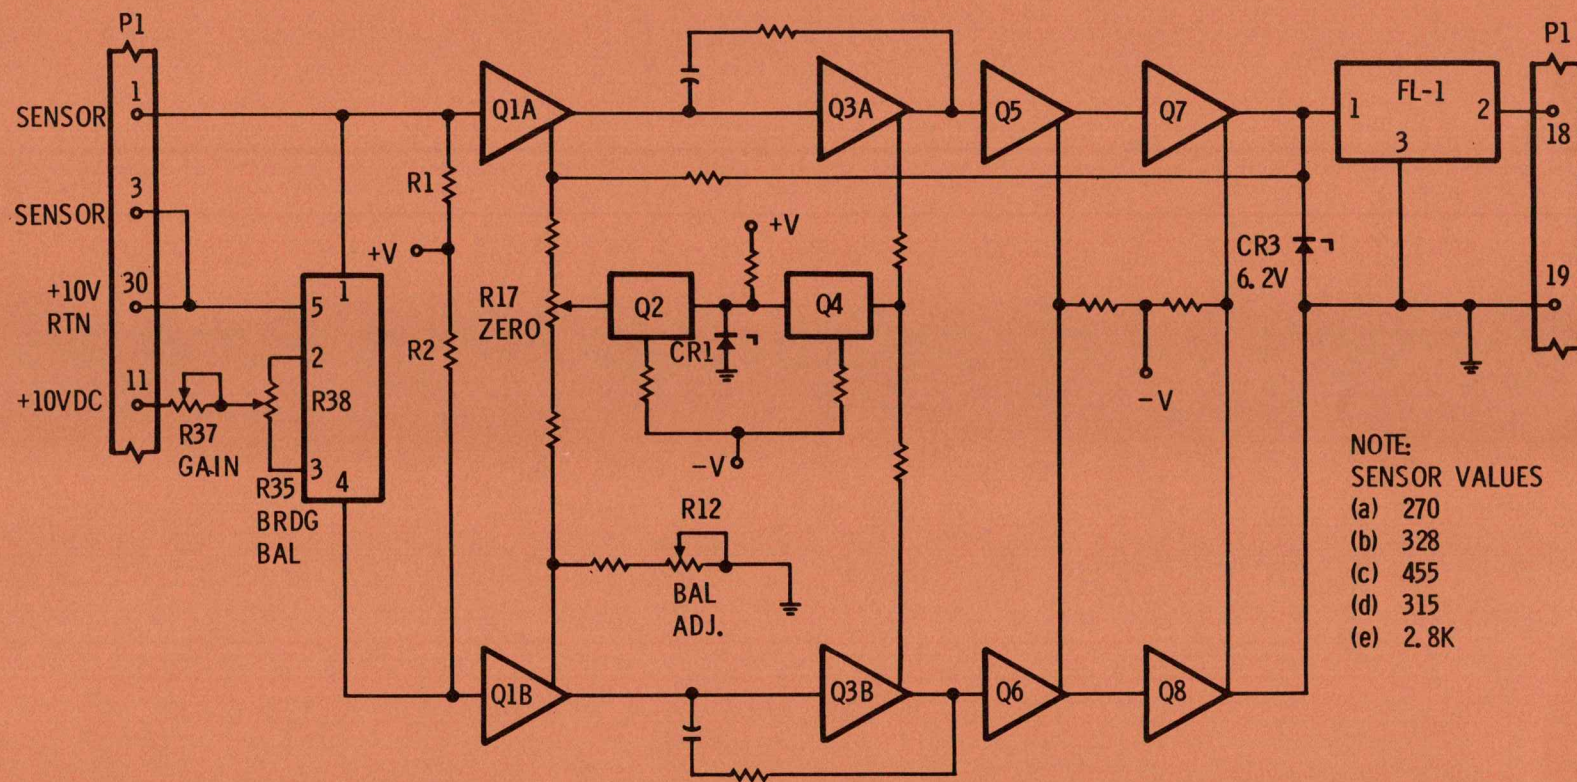 P1
P1
1
SENSOR
Q1A
Q3A
Q5
Q7
FL-1
1
2
3
18
3
SENSOR
R1
+V
+V
CR3
6.2V
+10V
RTN
30
5
1
R17
ZERO
Q2
Q4
CR1
19
R2
2
+10VDC
11
R38
-V
R37
GAIN
3
4
R35
BRDG
BAL
-V
R12
BAL
ADJ.
NOTE:
SENSOR VALUES
(a) 270
(b) 328
(c) 455
(d) 315
(e) 2.8K
Q1B
Q3B
Q6
Q8